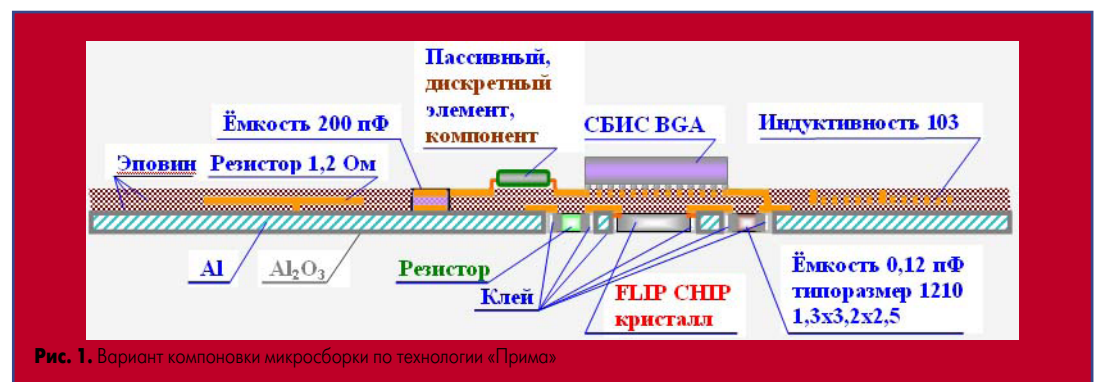 Пассивный,
дискретный
элемент,
компонент
Ёмкость 200 пФ
СБИС BGA
Индуктивность 103
Эповин
Резистор 1,2 Ом
Al
Al₂O₃
Резистор
Клей
FLIP CHIP
кристалл
Ёмкость 0,12 пФ
типоразмер 1210
1,3x3,2x2,5
Рис. 1. Вариант компоновки микросборки по технологии «Прима»